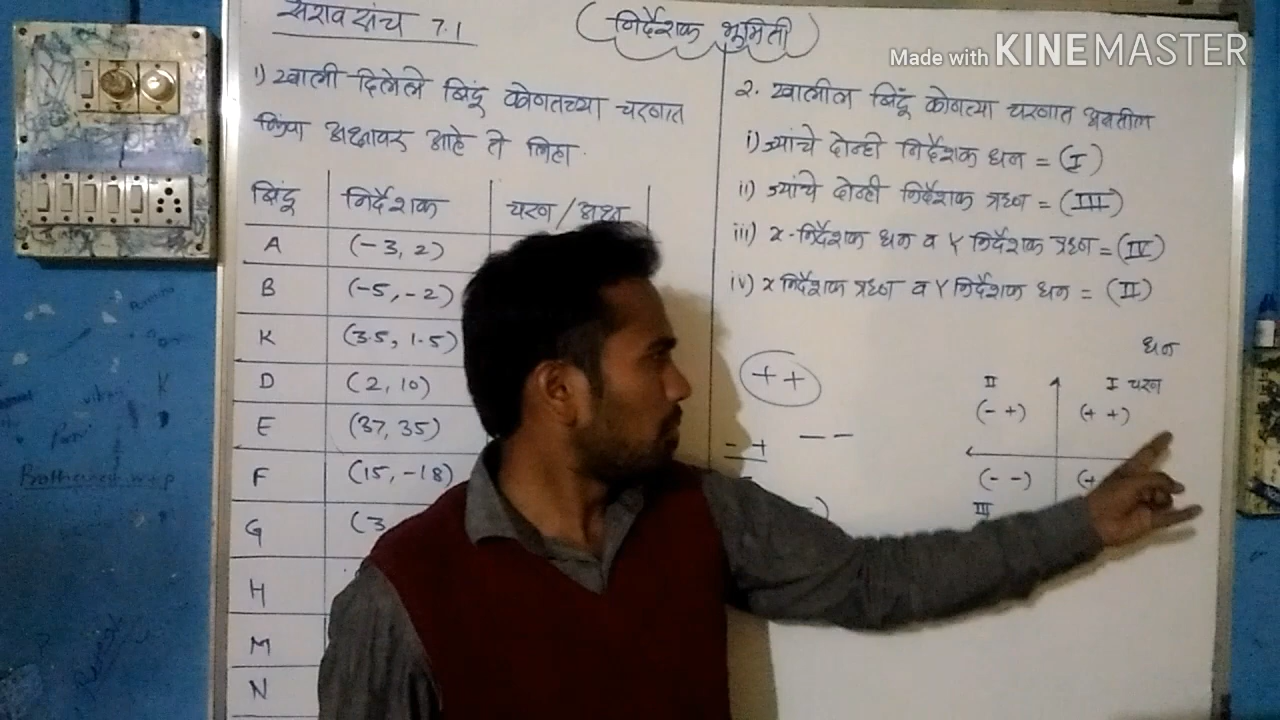 सरावसंच 7.1
(निर्देशक भूमिती)
Made with KINEMASTER
1) खाली दिलेले बिंदू कोणत्या चरणात
किंवा अक्षावर आहे ते लिहा.
बिंदू निर्देशक चरण / अक्ष
A (-3, 2)
B (-5, -2)
K (3.5, 1.5)
D (2, 10)
E (37, 35)
F (15, -18)
G (3
H
M
N
2. खालील बिंदू कोणत्या चरणात असतील
i) ज्यांचे दोन्ही निर्देशक धन = (I)
ii) ज्यांचे दोन्ही निर्देशक ऋण = (III)
iii) x-निर्देशक धन व Y निर्देशक ऋण = (IV)
iv) x निर्देशक ऋण व Y निर्देशक धन = (II)
++
- +
- -
धन
II I चरण
(- +) (+ +)
(- -) (+
III